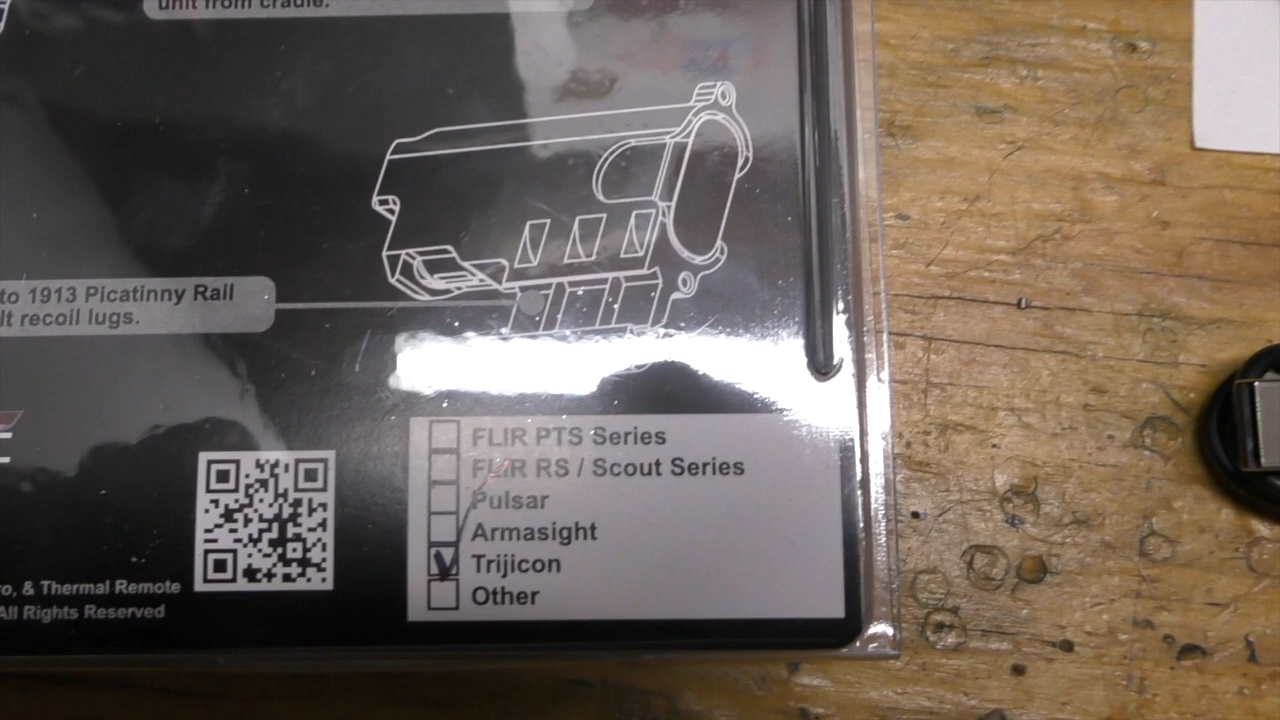 unit from cradle.
to 1913 Picatinny Rail
lt recoil lugs.
FLIR PTS Series
FLIR RS / Scout Series
Pulsar
Armasight
Trijicon
Other
ro, & Thermal Remote
All Rights Reserved